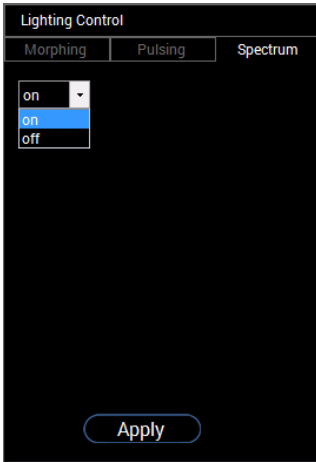 Lighting Control
Morphing Pulsing Spectrum
on
on
off
Apply